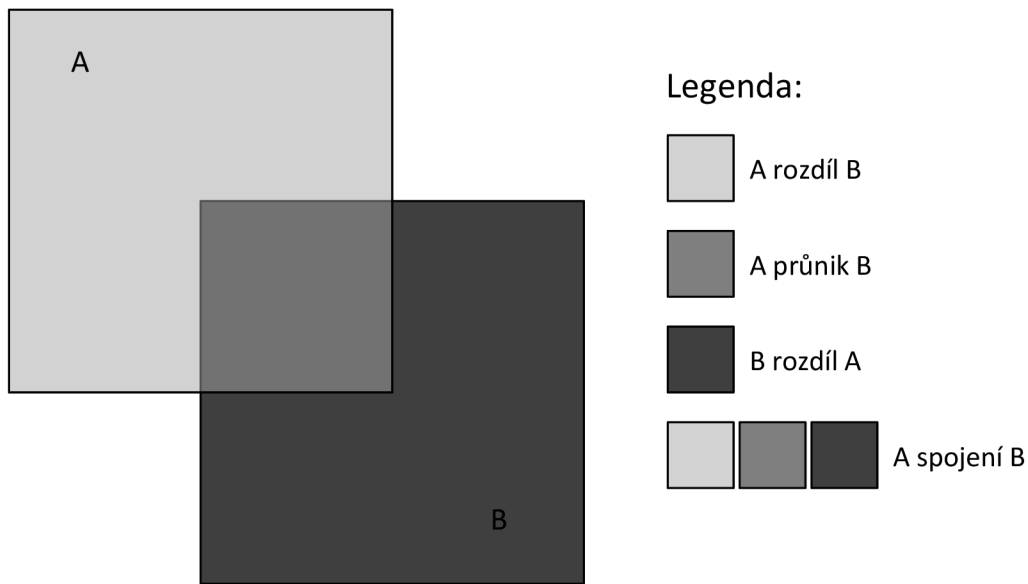 A
B
Legenda:
A rozdíl B
A průnik B
B rozdíl A
A spojení B